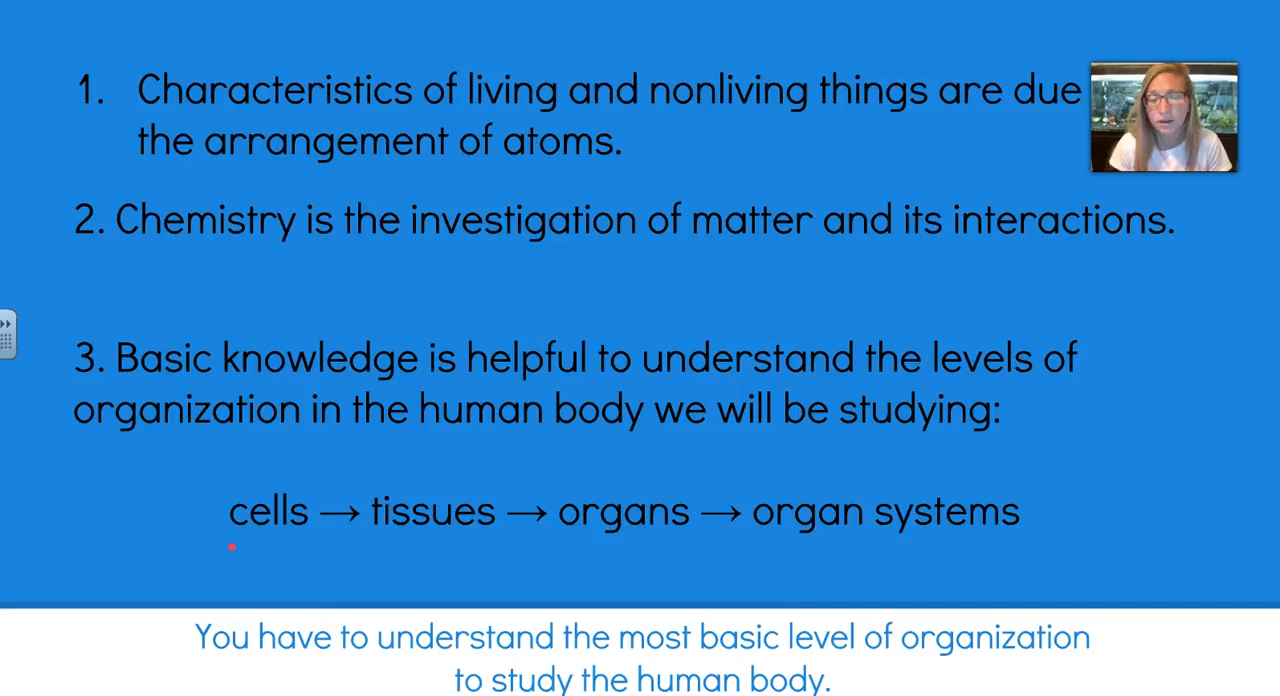 1. Characteristics of living and nonliving things are due
the arrangement of atoms.
2. Chemistry is the investigation of matter and its interactions.
3. Basic knowledge is helpful to understand the levels of
organization in the human body we will be studying:
cells → tissues → organs → organ systems
You have to understand the most basic level of organization
to study the human body.